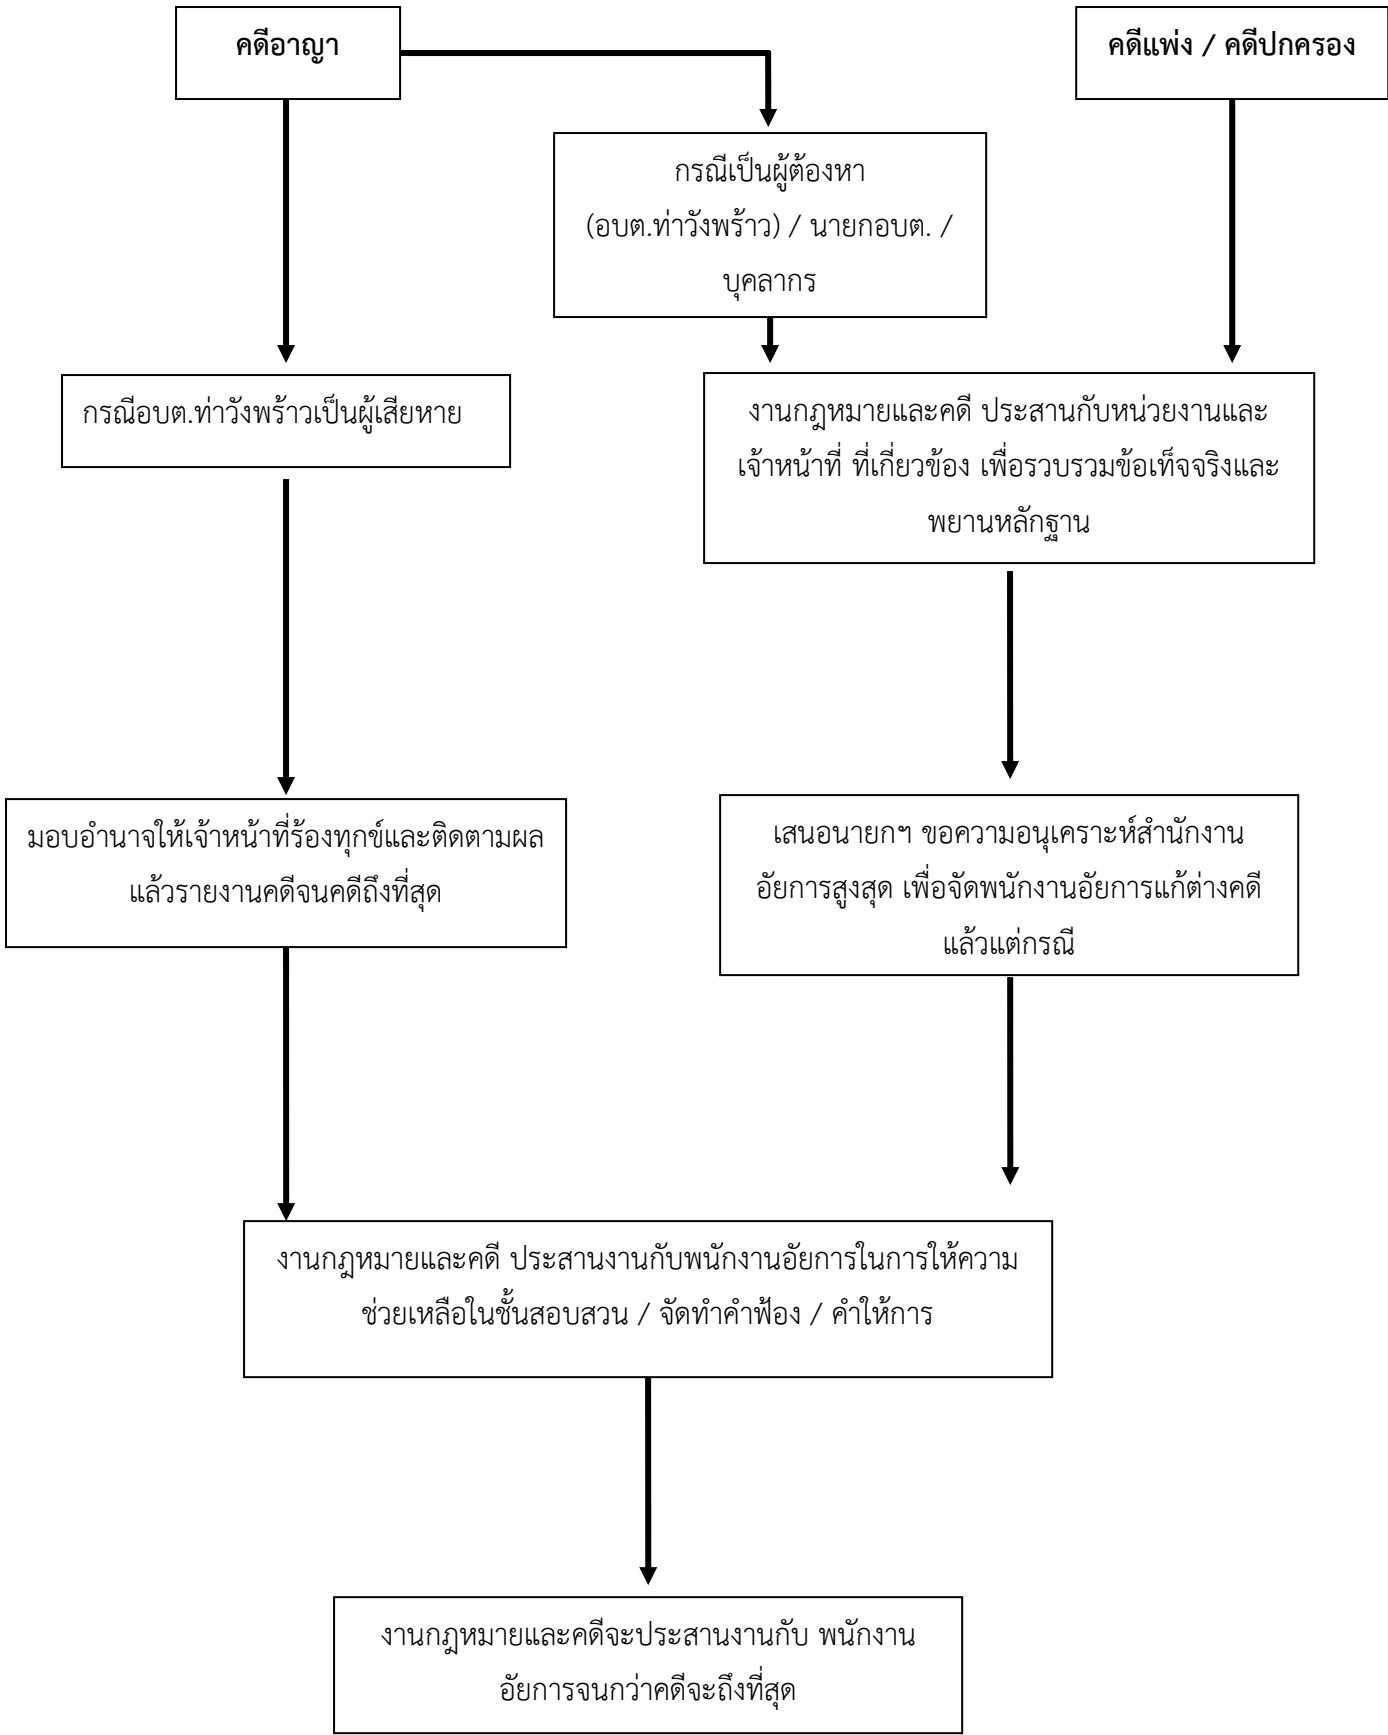 คดีอาญา
คดีแพ่ง / คดีปกครอง
กรณีเป็นผู้ต้องหา
(อบต.ท่าวังพร้าว) / นายกอบต. /
บุคลากร
กรณีอบต.ท่าวังพร้าวเป็นผู้เสียหาย
งานกฎหมายและคดี ประสานกับหน่วยงานและ
เจ้าหน้าที่ ที่เกี่ยวข้อง เพื่อรวบรวมข้อเท็จจริงและ
พยานหลักฐาน
มอบอำนาจให้เจ้าหน้าที่ร้องทุกข์และติดตามผล
แล้วรายงานคดีจนคดีถึงที่สุด
เสนอนายกฯ ขอความอนุเคราะห์สำนักงาน
อัยการสูงสุด เพื่อจัดพนักงานอัยการแก้ต่างคดี
แล้วแต่กรณี
งานกฎหมายและคดี ประสานงานกับพนักงานอัยการในการให้ความ
ช่วยเหลือในชั้นสอบสวน / จัดทำคำฟ้อง / คำให้การ
งานกฎหมายและคดีจะประสานงานกับ พนักงาน
อัยการจนกว่าคดีจะถึงที่สุด